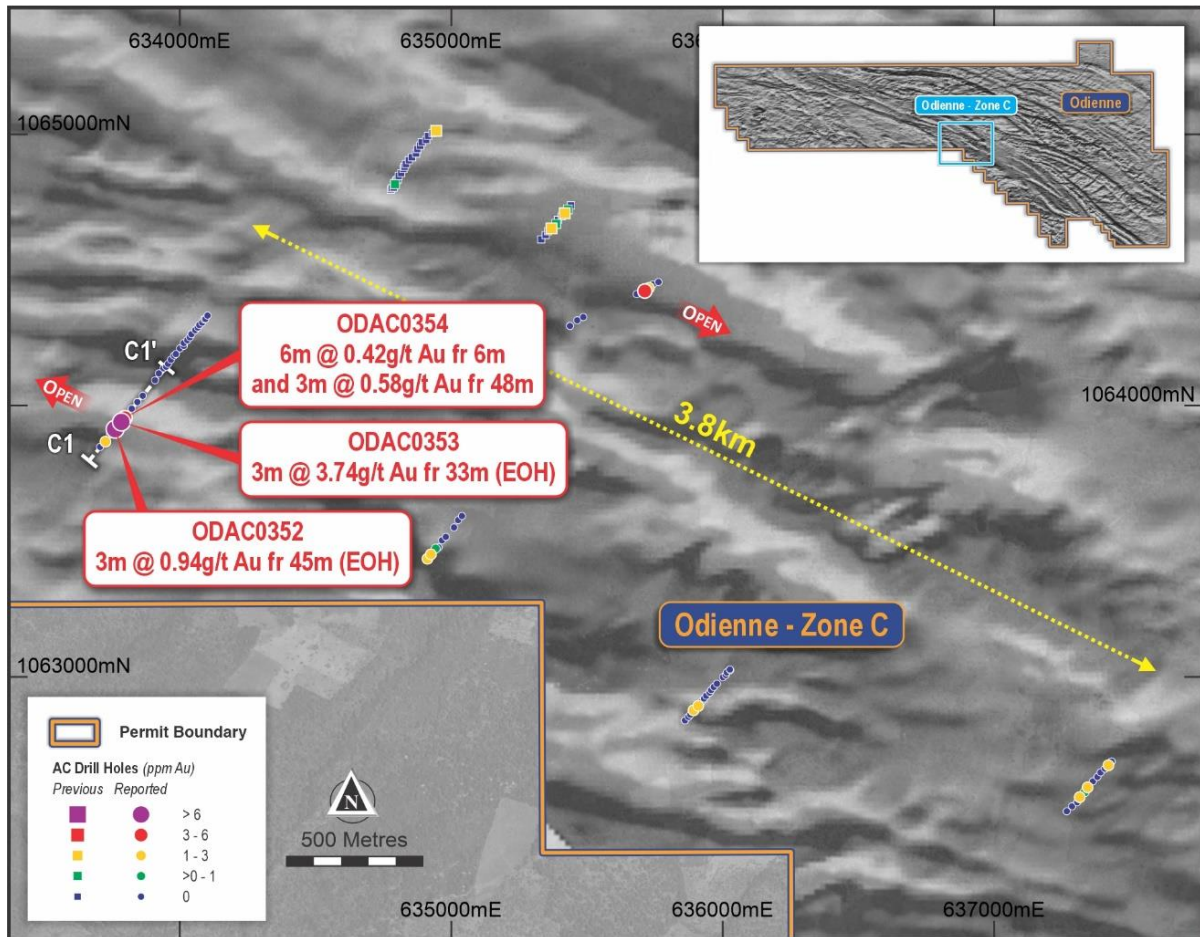 634000mE
635000mE
636
1065000mN
Odienne - Zone C
Odienne
OPEN
C1'
ODAC0354
6m @ 0.42g/t Au fr 6m
and 3m @ 0.58g/t Au fr 48m
OPEN
1064000mN
C1
ODAC0353
3m @ 3.74g/t Au fr 33m (EOH)
3.8km
ODAC0352
3m @ 0.94g/t Au fr 45m (EOH)
Odienne - Zone C
1063000mN
Permit Boundary
AC Drill Holes (ppm Au)
Previous Reported
> 6
3 - 6
1 - 3
>0 - 1
0
N
500 Metres
635000mE
636000mE
637000mE